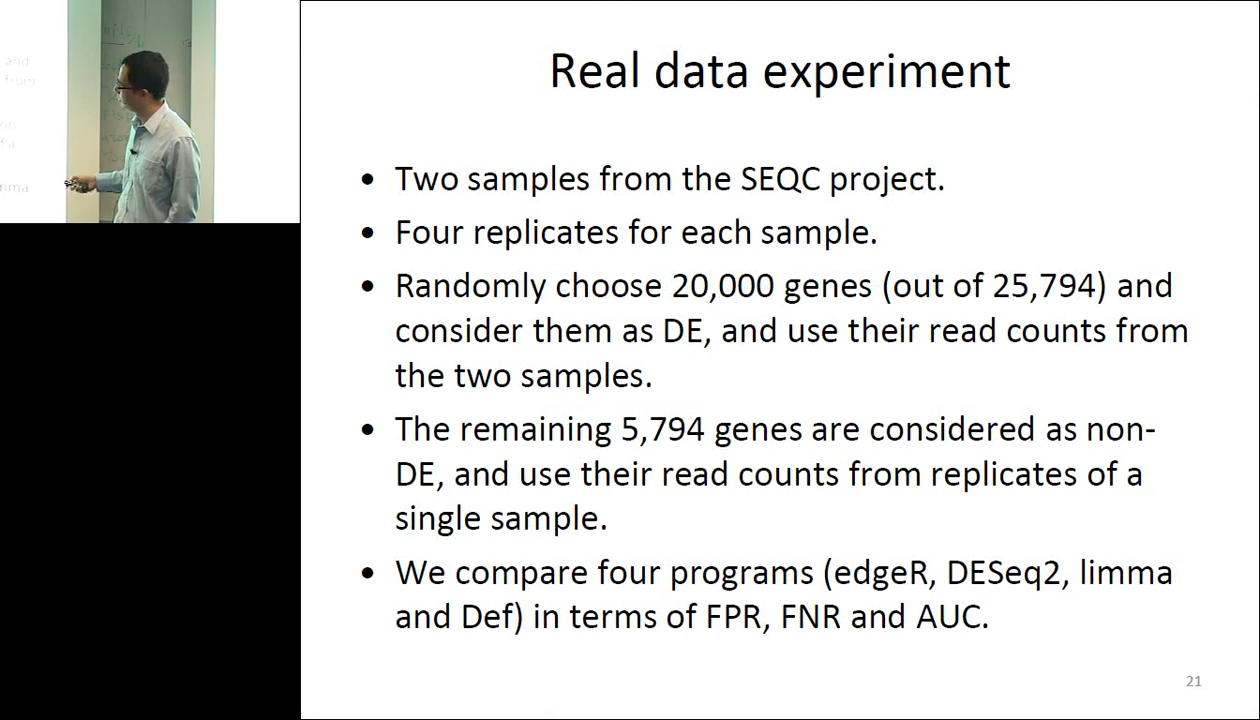 Real data experiment
• Two samples from the SEQC project.
• Four replicates for each sample.
• Randomly choose 20,000 genes (out of 25,794) and
consider them as DE, and use their read counts from
the two samples.
• The remaining 5,794 genes are considered as non-
DE, and use their read counts from replicates of a
single sample.
• We compare four programs (edgeR, DESeq2, limma
and Def) in terms of FPR, FNR and AUC.
21
and
from